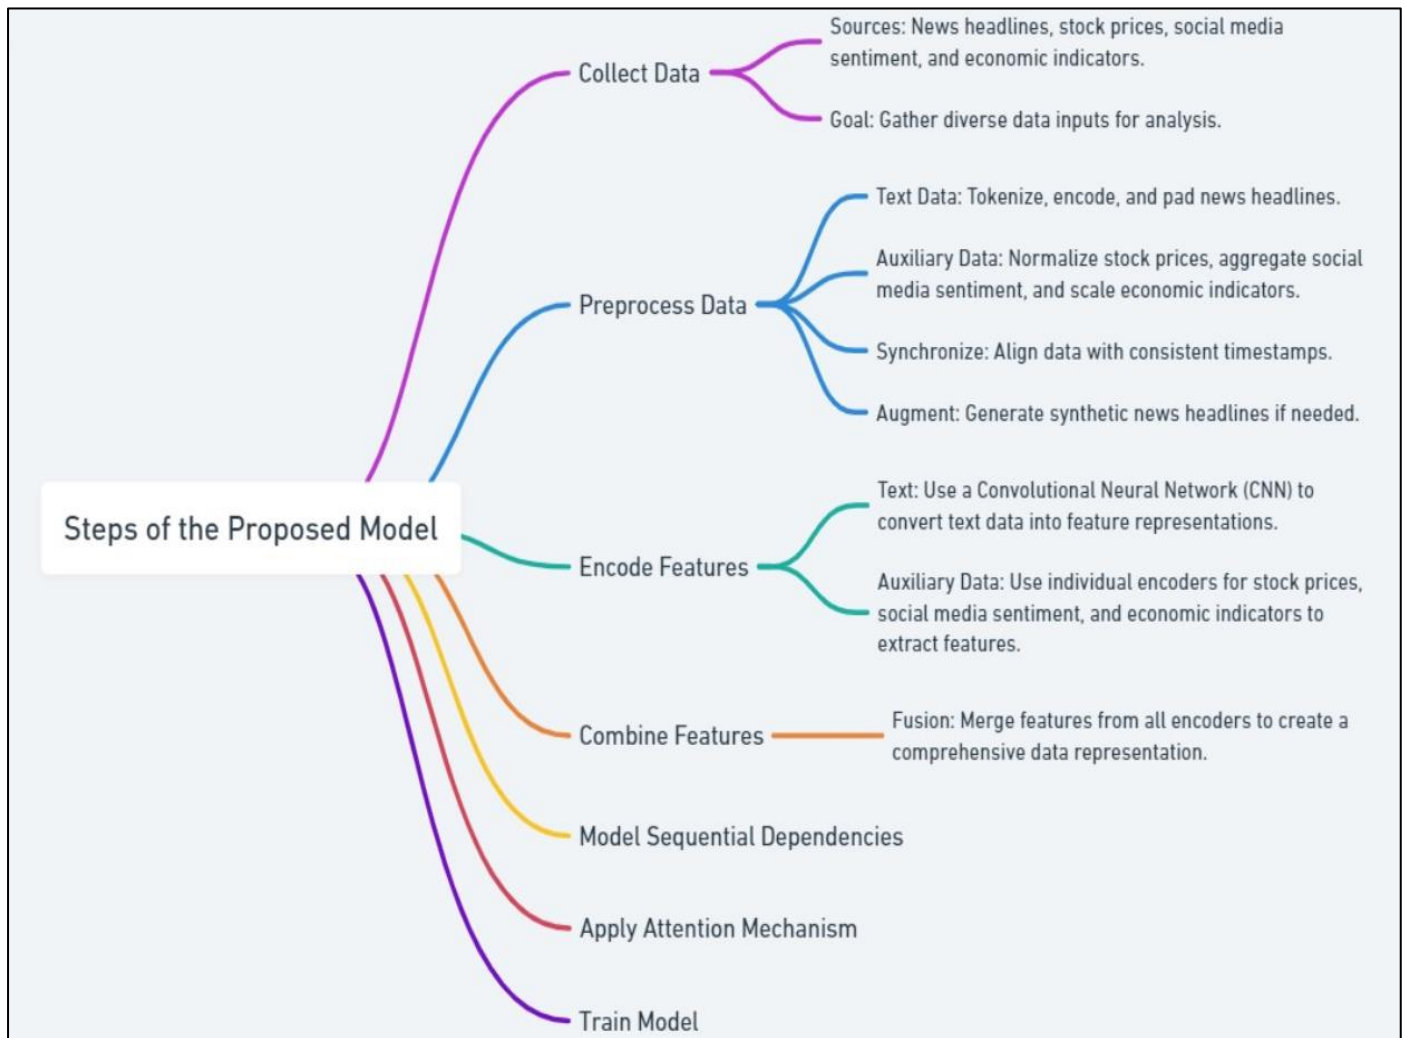 Steps of the Proposed Model
Collect Data
Sources: News headlines, stock prices, social media
sentiment, and economic indicators.
Goal: Gather diverse data inputs for analysis.
Preprocess Data
Text Data: Tokenize, encode, and pad news headlines.
Auxiliary Data: Normalize stock prices, aggregate social
media sentiment, and scale economic indicators.
Synchronize: Align data with consistent timestamps.
Augment: Generate synthetic news headlines if needed.
Encode Features
Text: Use a Convolutional Neural Network (CNN) to
convert text data into feature representations.
Auxiliary Data: Use individual encoders for stock prices,
social media sentiment, and economic indicators to
extract features.
Combine Features
Fusion: Merge features from all encoders to create a
comprehensive data representation.
Model Sequential Dependencies
Apply Attention Mechanism
Train Model